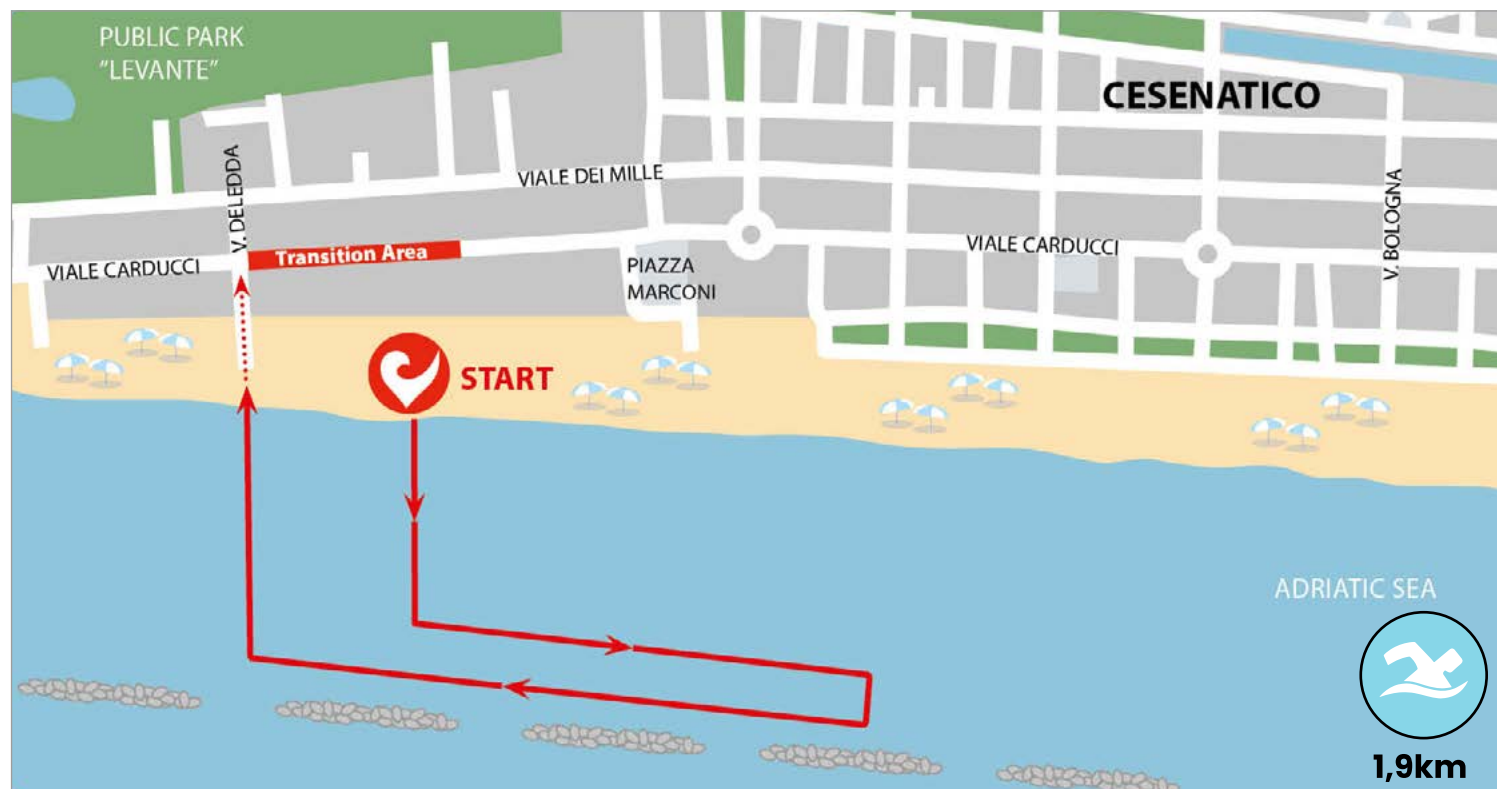 PUBLIC PARK
"LEVANTE"
CESENATICO
V. DELEDDA
VIALE DEI MILLE
V. BOLOGNA
VIALE CARDUCCI
Transition Area
VIALE CARDUCCI
PIAZZA
MARCONI
START
ADRIATIC SEA
1,9km